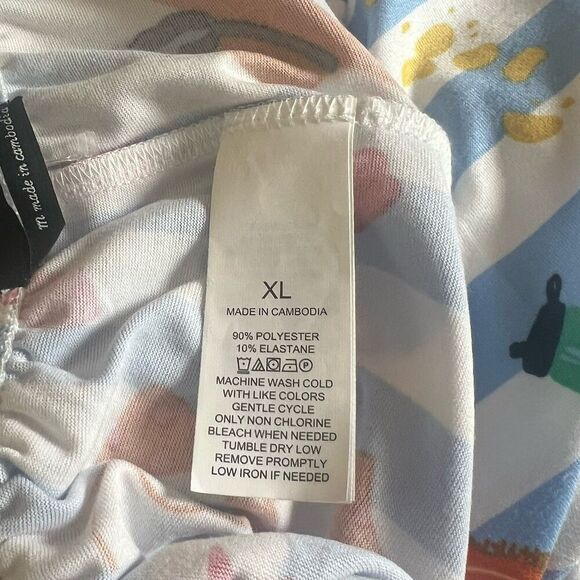 m made in cambodia
XL
MADE IN CAMBODIA
90% POLYESTER
10% ELASTANE
MACHINE WASH COLD
WITH LIKE COLORS
GENTLE CYCLE
ONLY NON CHLORINE
BLEACH WHEN NEEDED
TUMBLE DRY LOW
REMOVE PROMPTLY
LOW IRON IF NEEDED